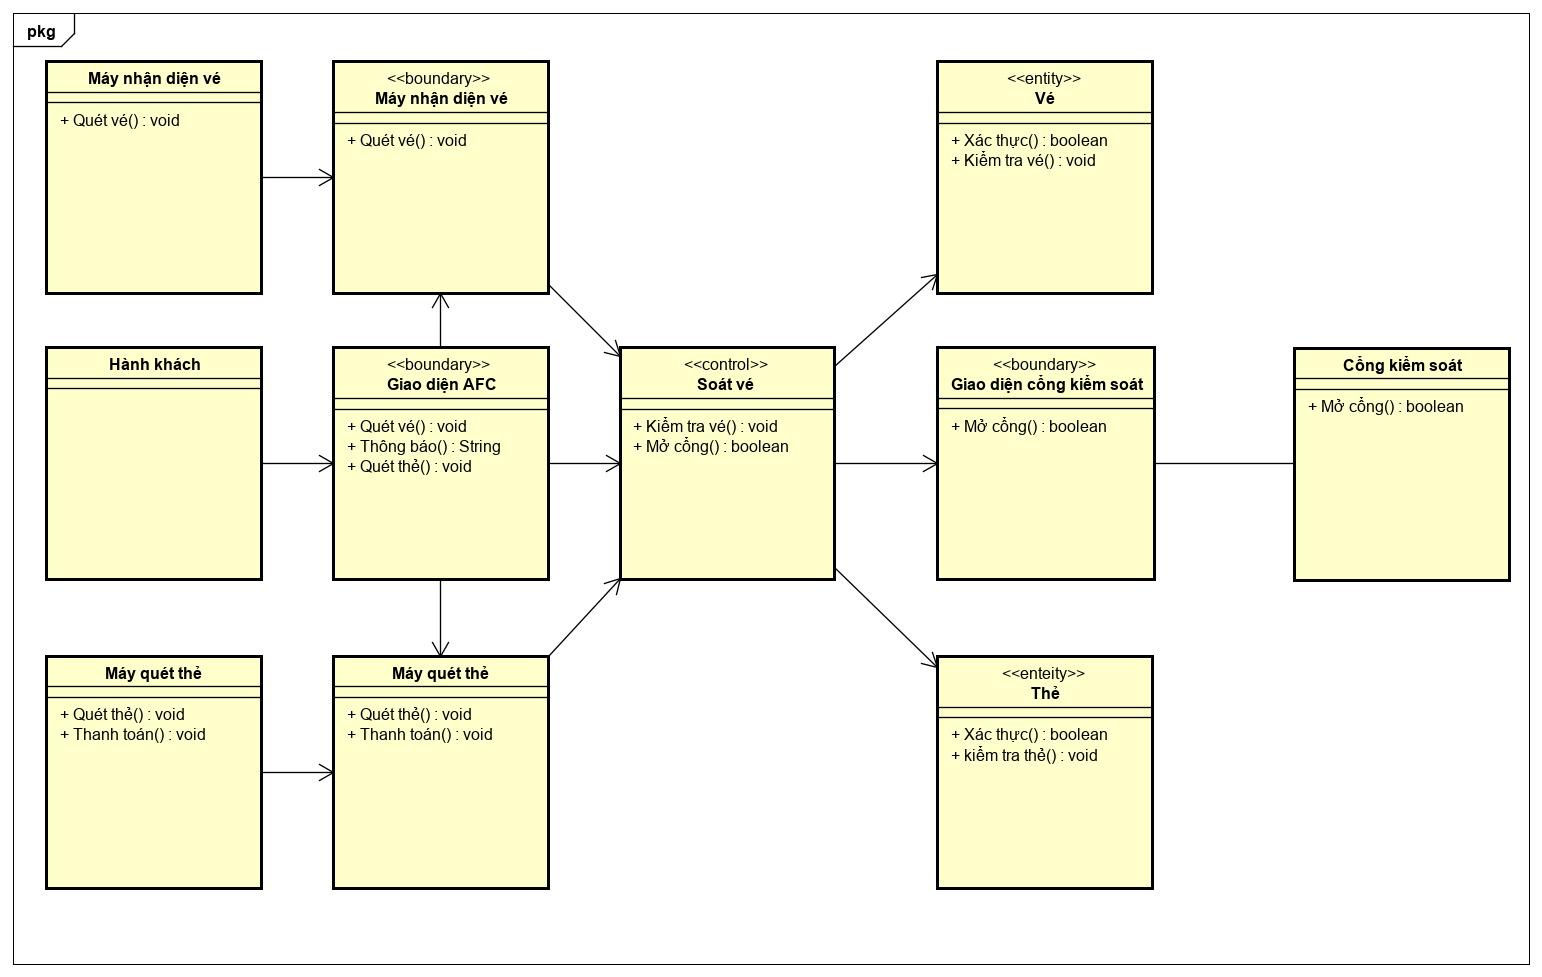 pkg
Máy nhận diện vé
+ Quét vé() : void
<<boundary>>
Máy nhận diện vé
+ Quét vé() : void
<<entity>>
Vé
+ Xác thực() : boolean
+ Kiểm tra vé() : void
Hành khách
<<boundary>>
Giao diện AFC
+ Quét vé() : void
+ Thông báo() : String
+ Quét thẻ() : void
<<control>>
Soát vé
+ Kiểm tra vé() : void
+ Mở cổng() : boolean
<<boundary>>
Giao diện cổng kiểm soát
+ Mở cổng() : boolean
Cổng kiểm soát
+ Mở cổng() : boolean
Máy quét thẻ
+ Quét thẻ() : void
+ Thanh toán() : void
Máy quét thẻ
+ Quét thẻ() : void
+ Thanh toán() : void
<<enteity>>
Thẻ
+ Xác thực() : boolean
+ kiểm tra thẻ() : void